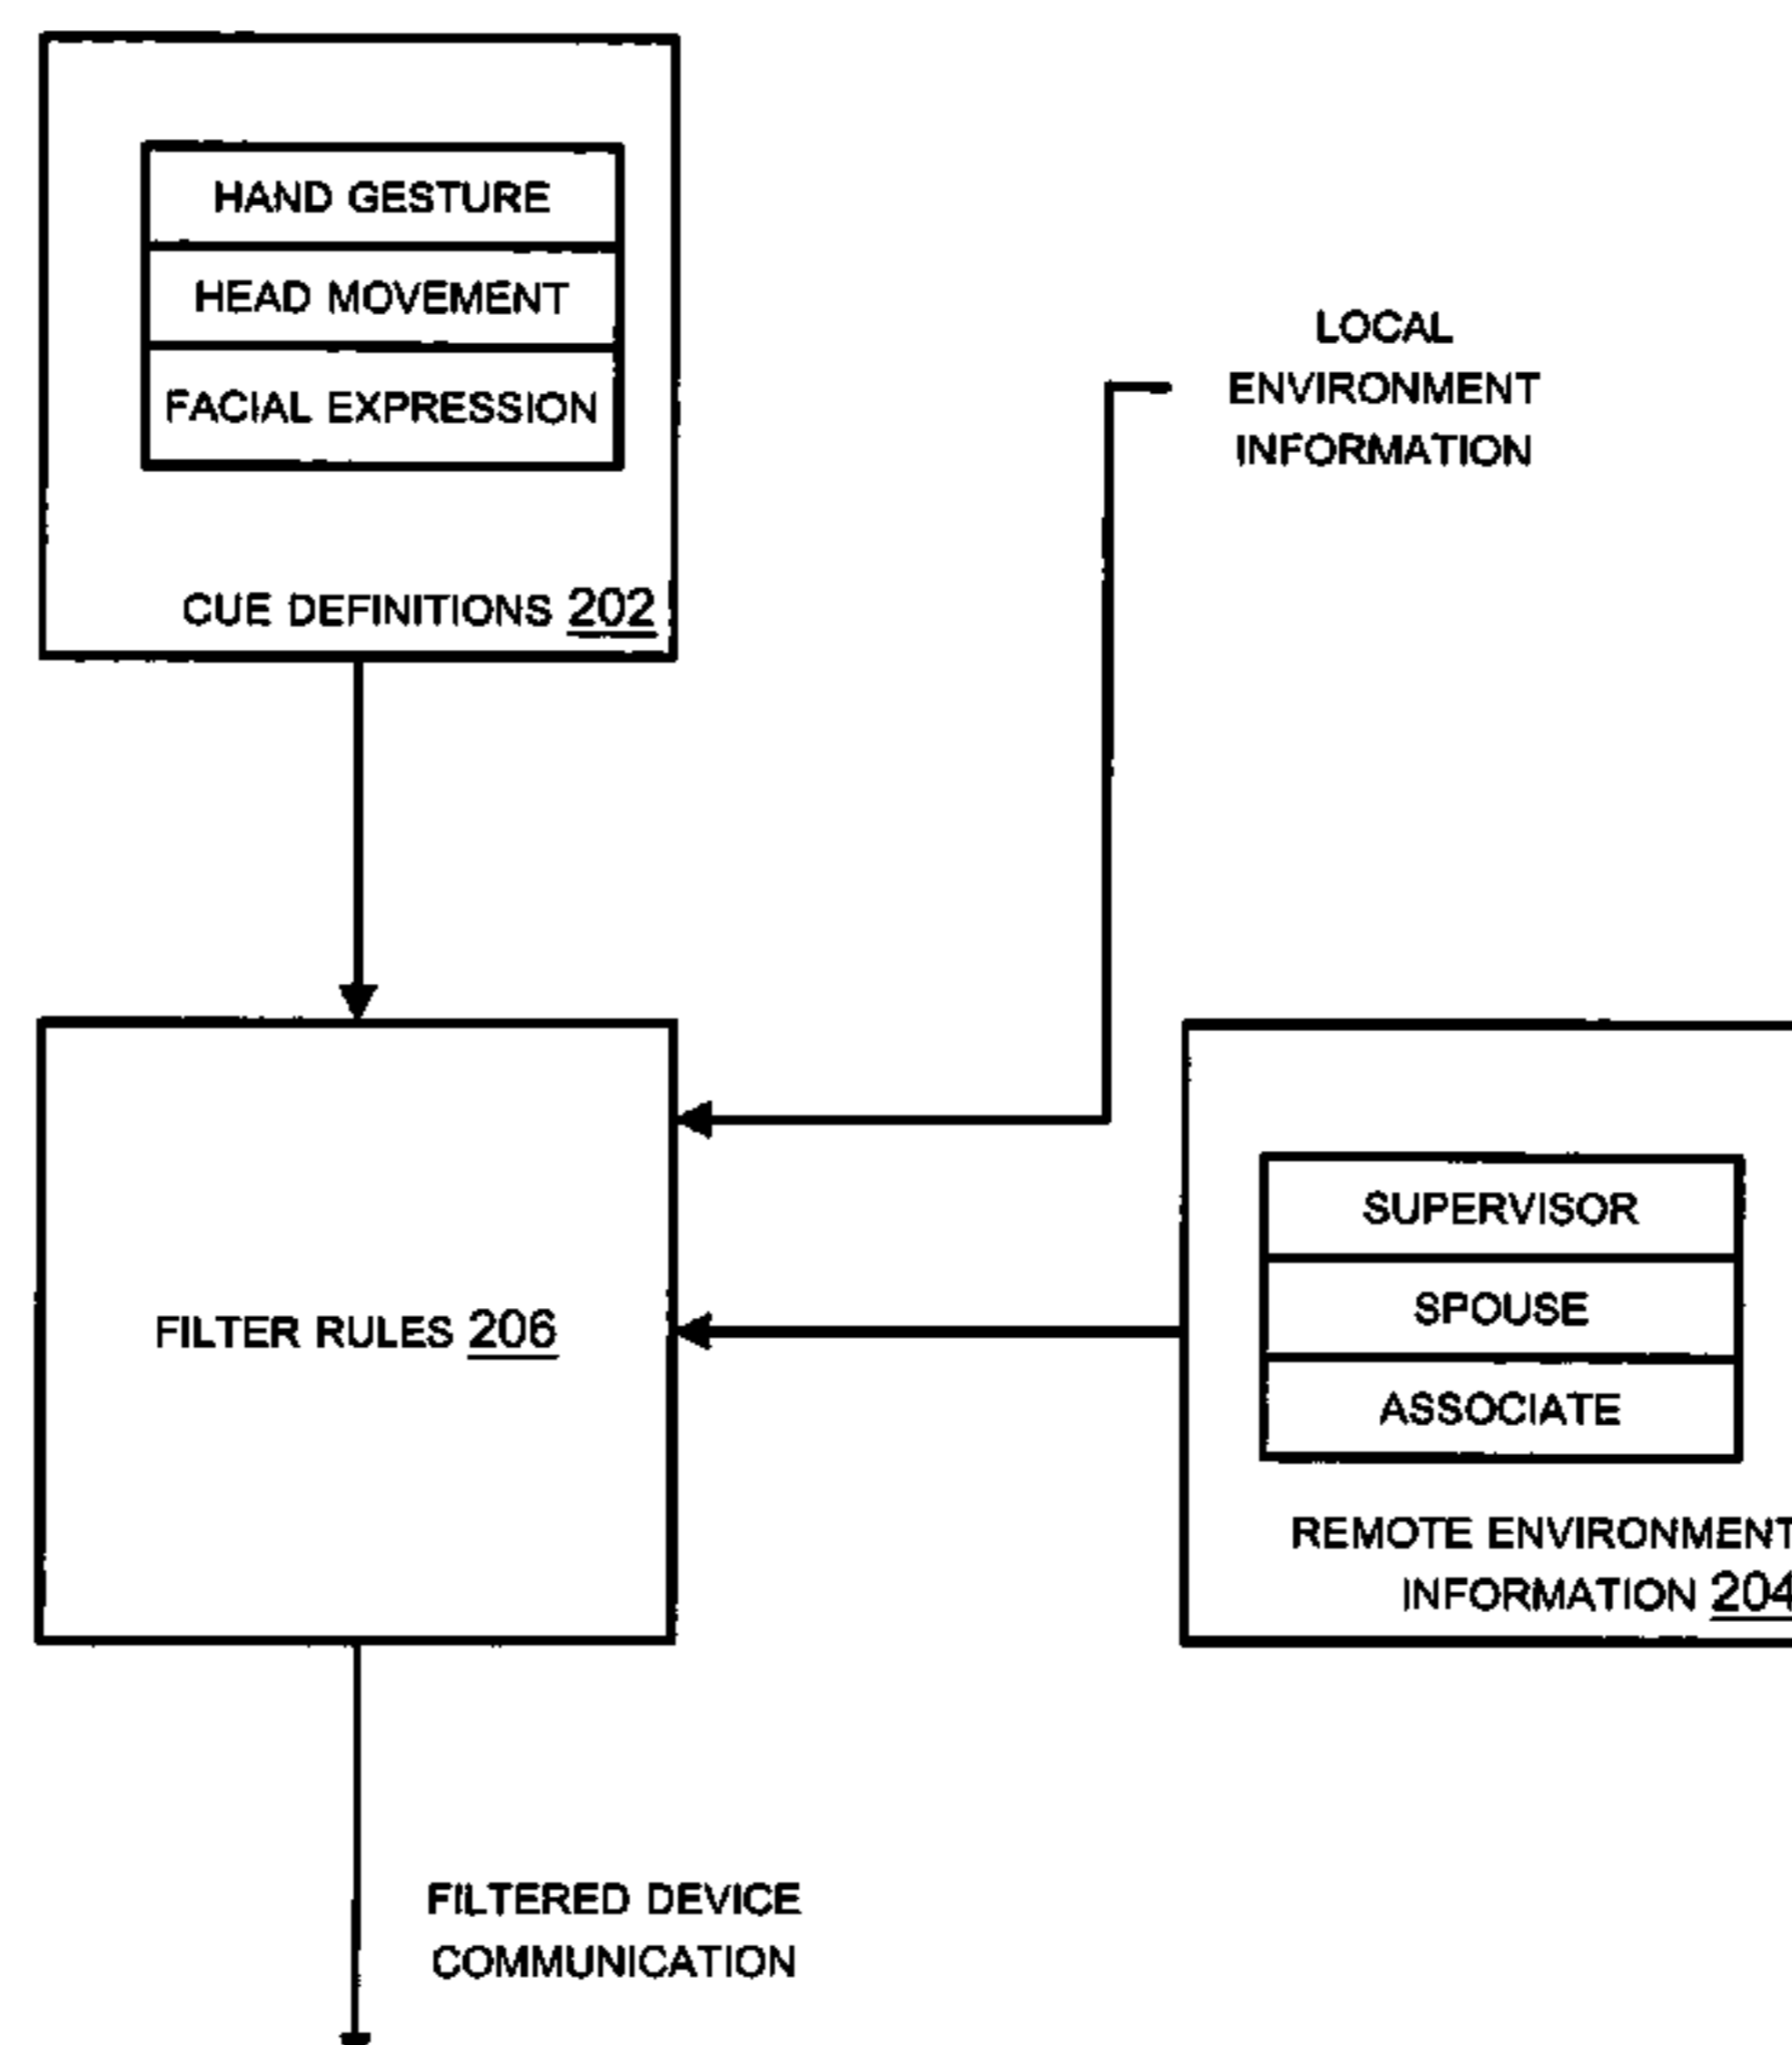 HAND GESTURE
HEAD MOVEMENT
FACIAL EXPRESSION
CUE DEFINITIONS 202
LOCAL
ENVIRONMENT
INFORMATION
FILTER RULES 206
SUPERVISOR
SPOUSE
ASSOCIATE
REMOTE ENVIRONMENT
INFORMATION 204
FILTERED DEVICE
COMMUNICATION